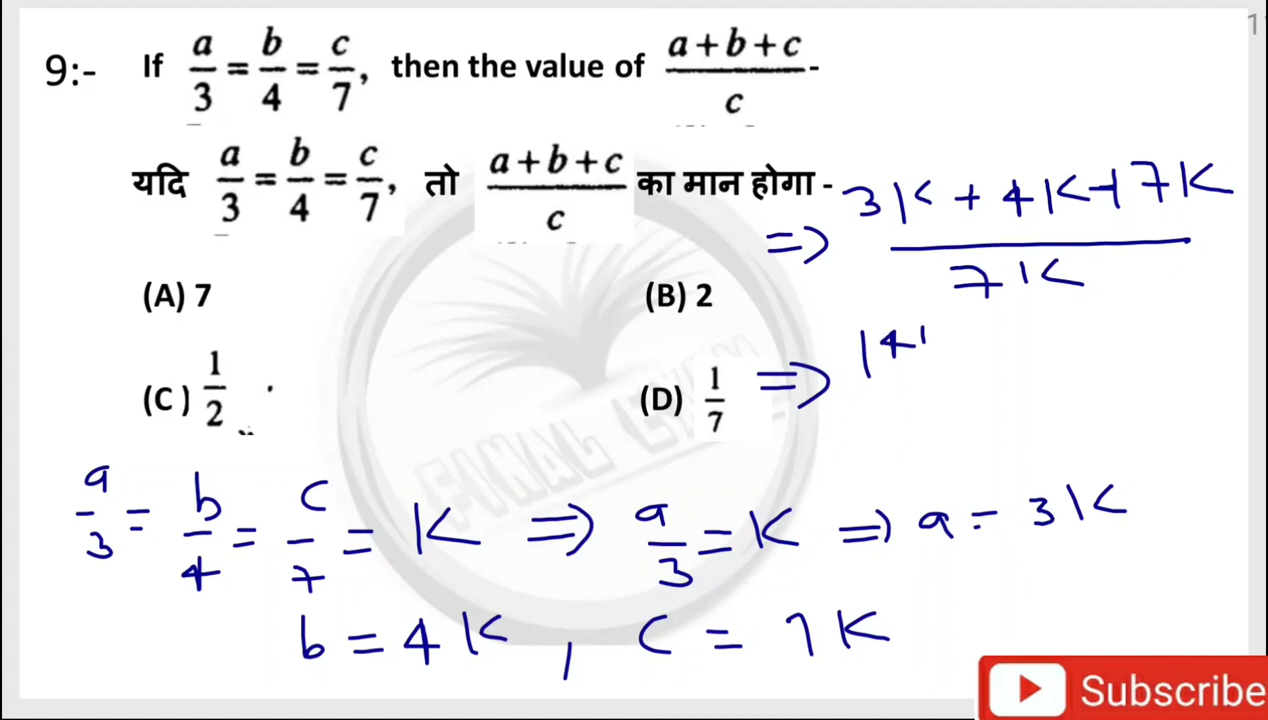 9:- If a/3 = b/4 = c/7, then the value of (a+b+c)/c -
यदि a/3 = b/4 = c/7, तो (a+b+c)/c का मान होगा -
=> (3K + 4K + 7K)/7K
(A) 7 (B) 2
(C) 1/2 (D) 1/7
=> 14
a/3 = b/4 = c/7 = K => a/3 = K => a = 3K
b = 4K, c = 7K
FINAL
Subscribe